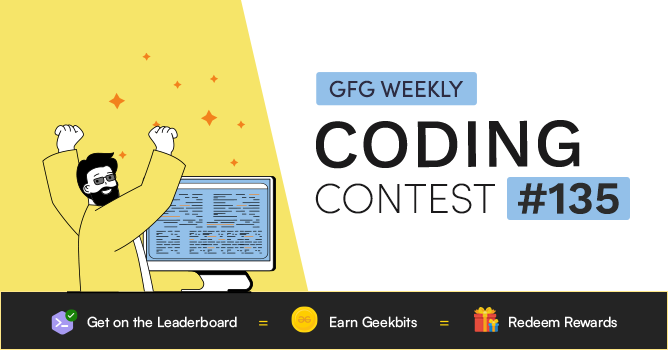 GFG WEEKLY
CODING
CONTEST #135
Get on the Leaderboard = Earn Geekbits = Redeem Rewards